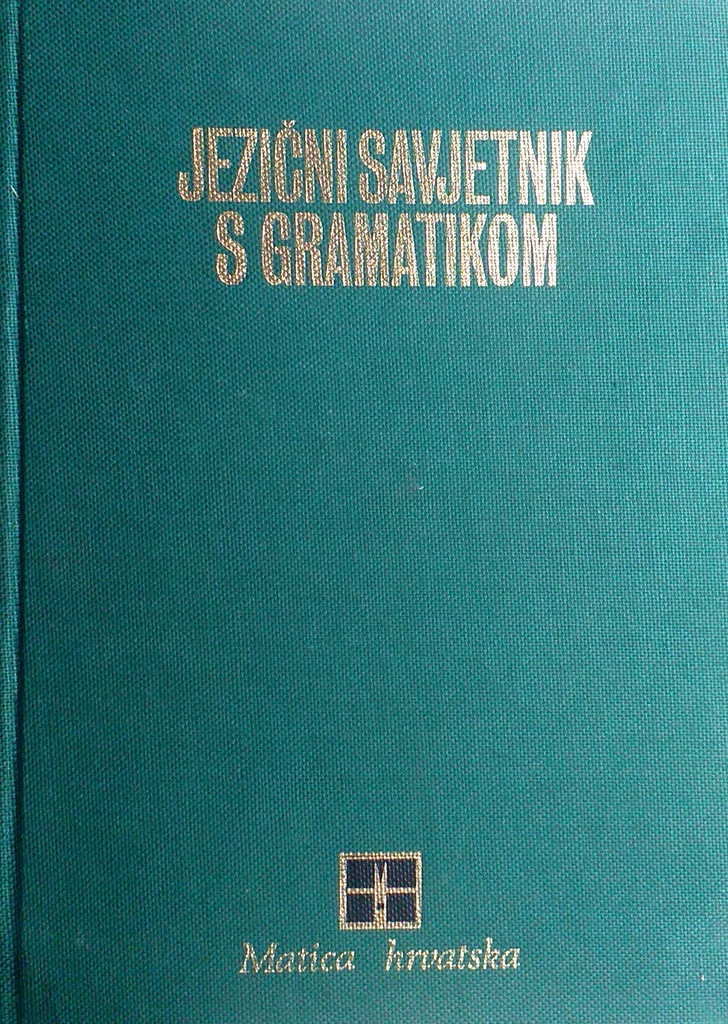 JEZIČNI SAVJETNIK
S GRAMATIKOM
Matica hrvatska